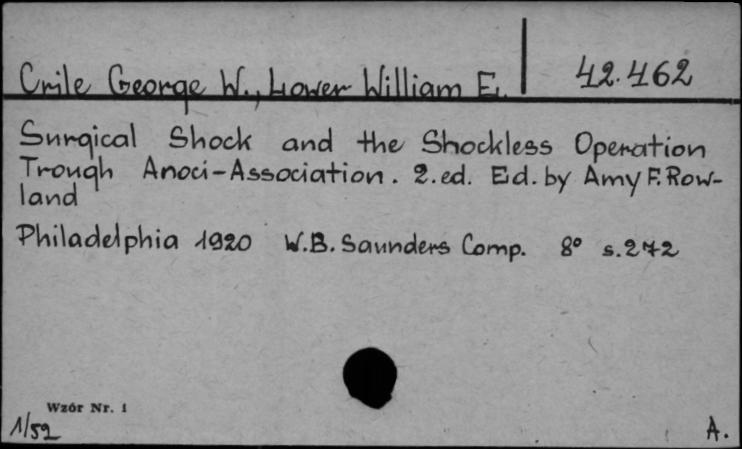 Crile George W., Lower William E. 42.462
Surgical Shock and the Shockless Operation
Trough Anoci-Association. 2.ed. Ed. by Amy F. Row-
land
Philadelphia 1920 W.B. Saunders Comp. 8° s.272
Wzór Nr. 1
1/52 A.